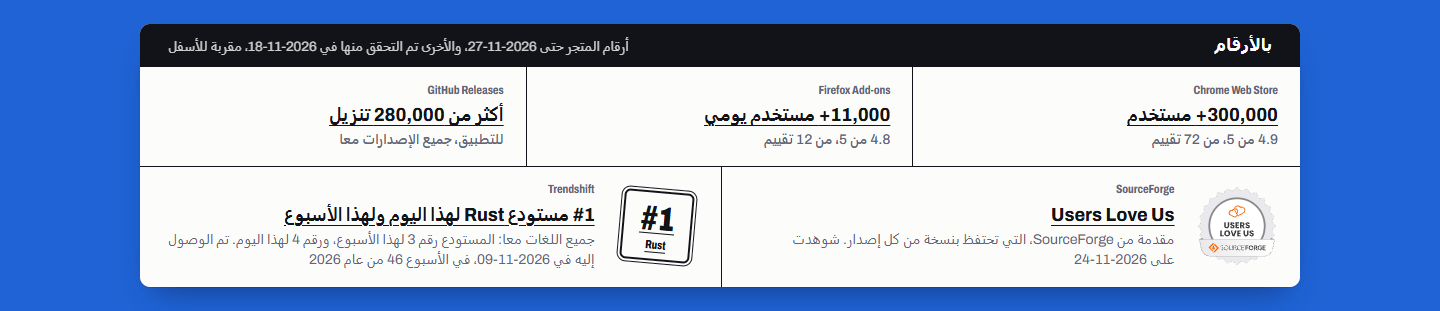 بالأرقام
أرقام المتجر حتى 2026-11-27، والأخرى تم التحقق منها في 2026-11-18، مقربة للأسفل
Chrome Web Store
300,000+ مستخدم
4.9 من 5، من 72 تقييم
Firefox Add-ons
11,000+ مستخدم يومي
4.8 من 5، من 12 تقييم
GitHub Releases
أكثر من 280,000 تنزيل
للتطبيق، جميع الإصدارات معا
USERS
LOVE US
SOURCEFORGE
SourceForge
Users Love Us
مقدمة من SourceForge، التي تحتفظ بنسخة من كل إصدار. شوهدت
على 2026-11-24
#1
Rust
Trendshift
#1 مستودع Rust لهذا اليوم ولهذا الأسبوع
جميع اللغات معا: المستودع رقم 3 لهذا الأسبوع، ورقم 4 لهذا اليوم. تم الوصول
إليه في 2026-11-09، في الأسبوع 46 من عام 2026